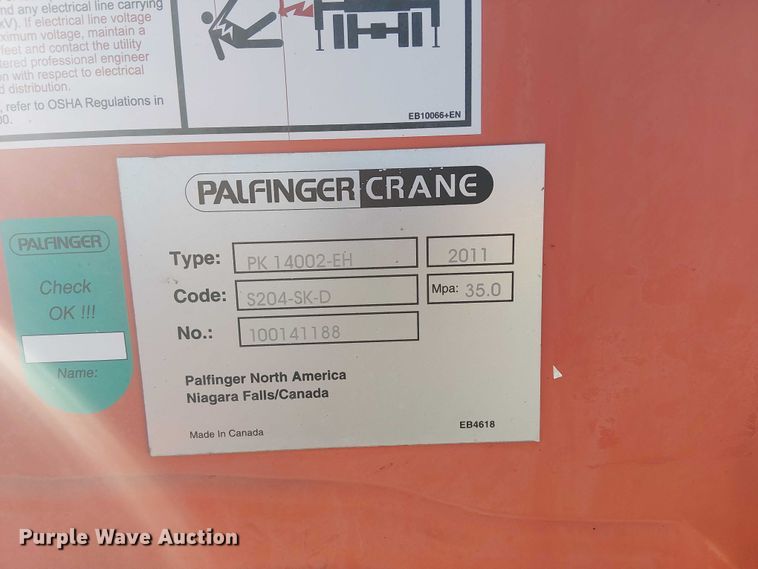 nd any electrical line carrying
kV). If electrical line voltage
ximum voltage, maintain a
feet and contact the utility
tered professional engineer
on with respect to electrical
d distribution.
, refer to OSHA Regulations in
00.
EB10066+EN
PALFINGER CRANE
Type: PK 14002-EH 2011
Code: S204-SK-D Mpa: 35.0
No.: 100141188
Palfinger North America
Niagara Falls/Canada
Made In Canada
EB4618
PALFINGER
Check
OK !!!
Name:
Purple Wave Auction